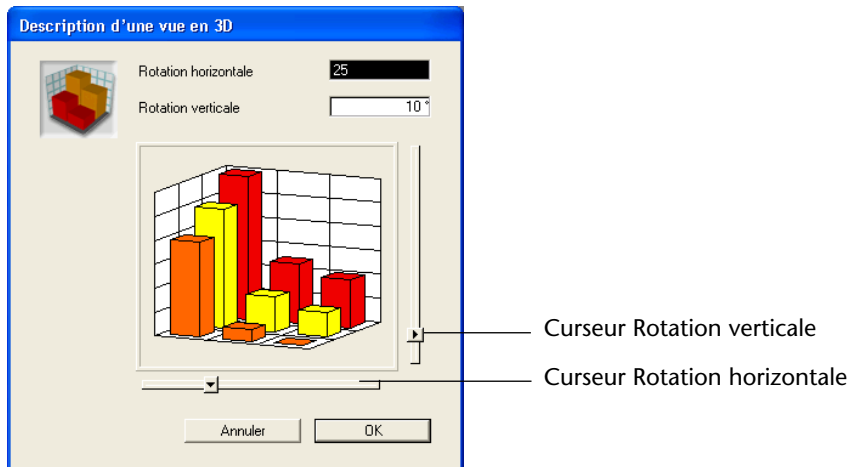 Description d'une vue en 3D
Rotation horizontale 25
Rotation verticale 10 °
Curseur Rotation verticale
Curseur Rotation horizontale
Annuler OK